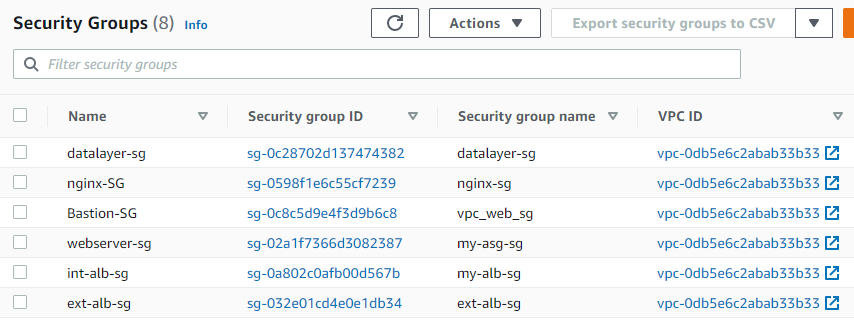 Security Groups (8) Info Actions Export security groups to CSV
Filter security groups
Name Security group ID Security group name VPC ID
datalayer-sg sg-0c28702d137474382 datalayer-sg vpc-0db5e6c2abab33b33
nginx-SG sg-0598f1e6c55cf7239 nginx-sg vpc-0db5e6c2abab33b33
Bastion-SG sg-0c8c5d9e4f3d9b6c8 vpc_web_sg vpc-0db5e6c2abab33b33
webserver-sg sg-02a1f7366d3082387 my-asg-sg vpc-0db5e6c2abab33b33
int-alb-sg sg-0a802c0afb00d567b my-alb-sg vpc-0db5e6c2abab33b33
ext-alb-sg sg-032e01cd4e0e1db34 ext-alb-sg vpc-0db5e6c2abab33b33